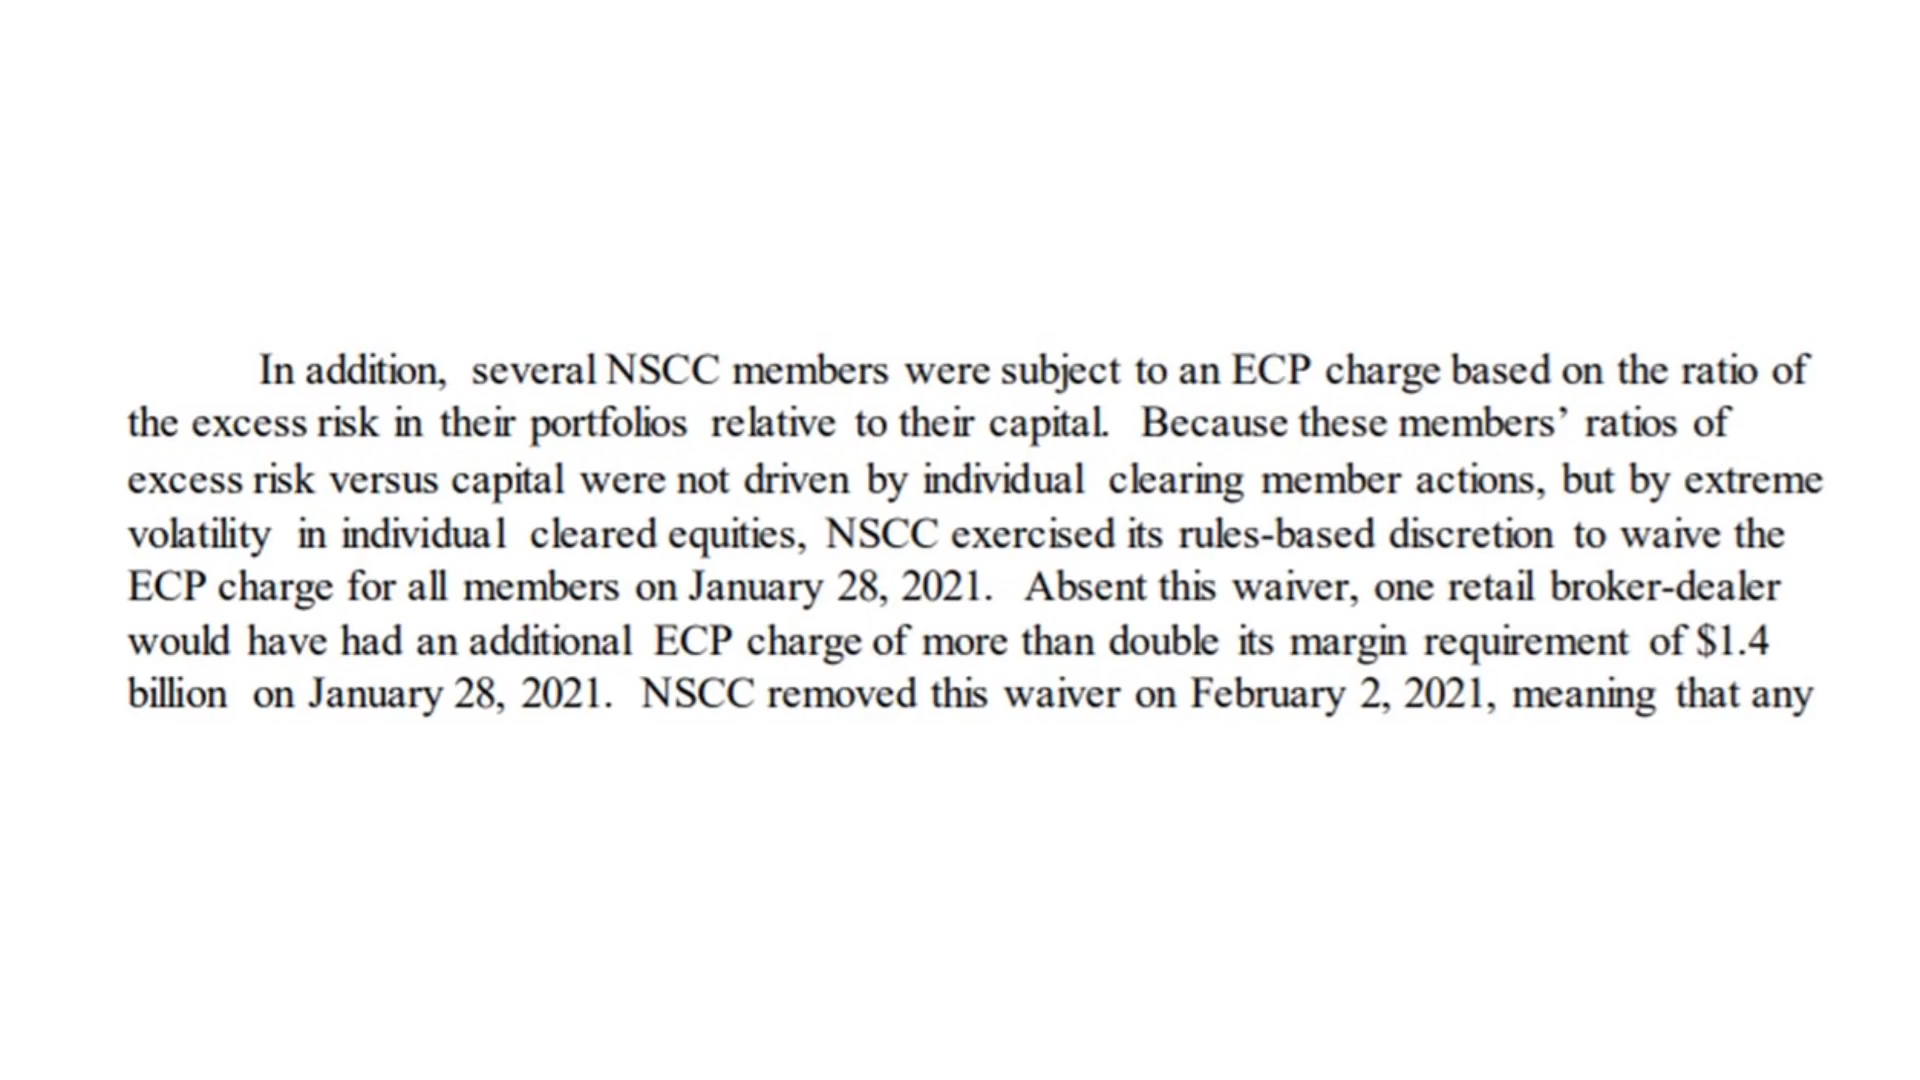 In addition, several NSCC members were subject to an ECP charge based on the ratio of
the excess risk in their portfolios relative to their capital. Because these members’ ratios of
excess risk versus capital were not driven by individual clearing member actions, but by extreme
volatility in individual cleared equities, NSCC exercised its rules-based discretion to waive the
ECP charge for all members on January 28, 2021. Absent this waiver, one retail broker-dealer
would have had an additional ECP charge of more than double its margin requirement of $1.4
billion on January 28, 2021. NSCC removed this waiver on February 2, 2021, meaning that any